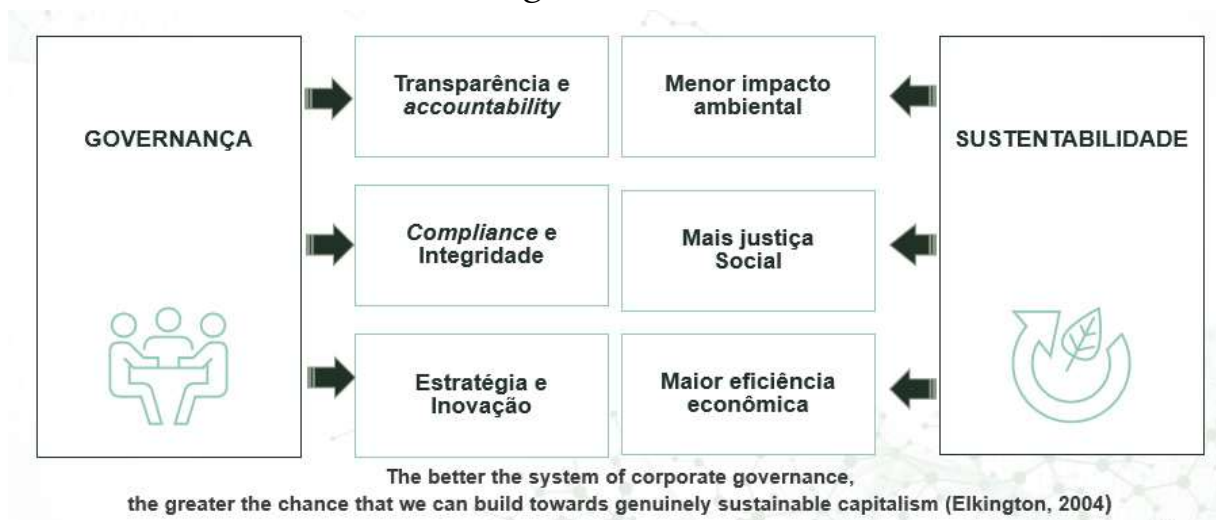 GOVERNANÇA
Transparência e
accountability
Compliance e
Integridade
Estratégia e
Inovação
Menor impacto
ambiental
Mais justiça
Social
Maior eficiência
econômica
SUSTENTABILIDADE
The better the system of corporate governance,
the greater the chance that we can build towards genuinely sustainable capitalism (Elkington, 2004)